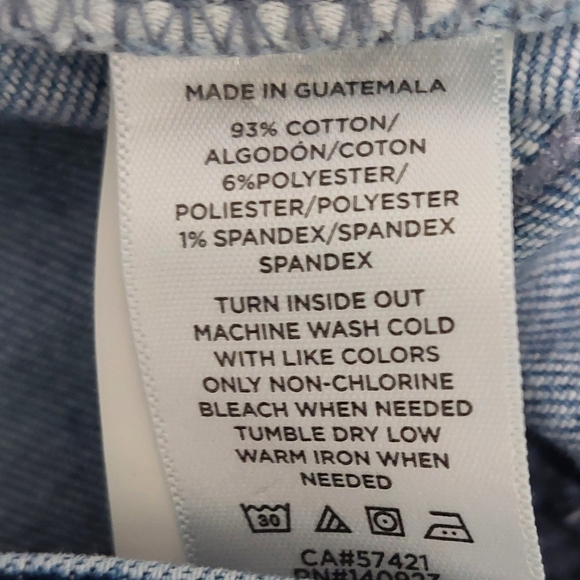 MADE IN GUATEMALA
93% COTTON/
ALGODÓN/COTON
6%POLYESTER/
POLIESTER/POLYESTER
1% SPANDEX/SPANDEX
SPANDEX
TURN INSIDE OUT
MACHINE WASH COLD
WITH LIKE COLORS
ONLY NON-CHLORINE
BLEACH WHEN NEEDED
TUMBLE DRY LOW
WARM IRON WHEN
NEEDED
30
CA#57421